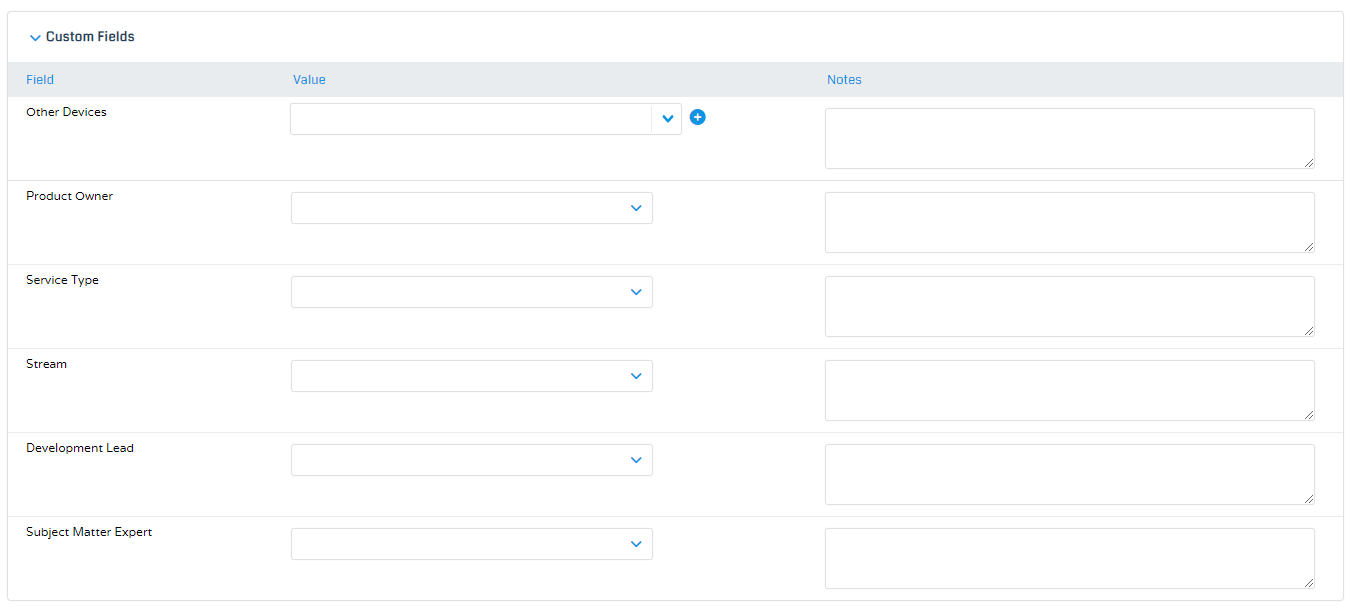 Custom Fields
Field Value Notes
Other Devices
Product Owner
Service Type
Stream
Development Lead
Subject Matter Expert